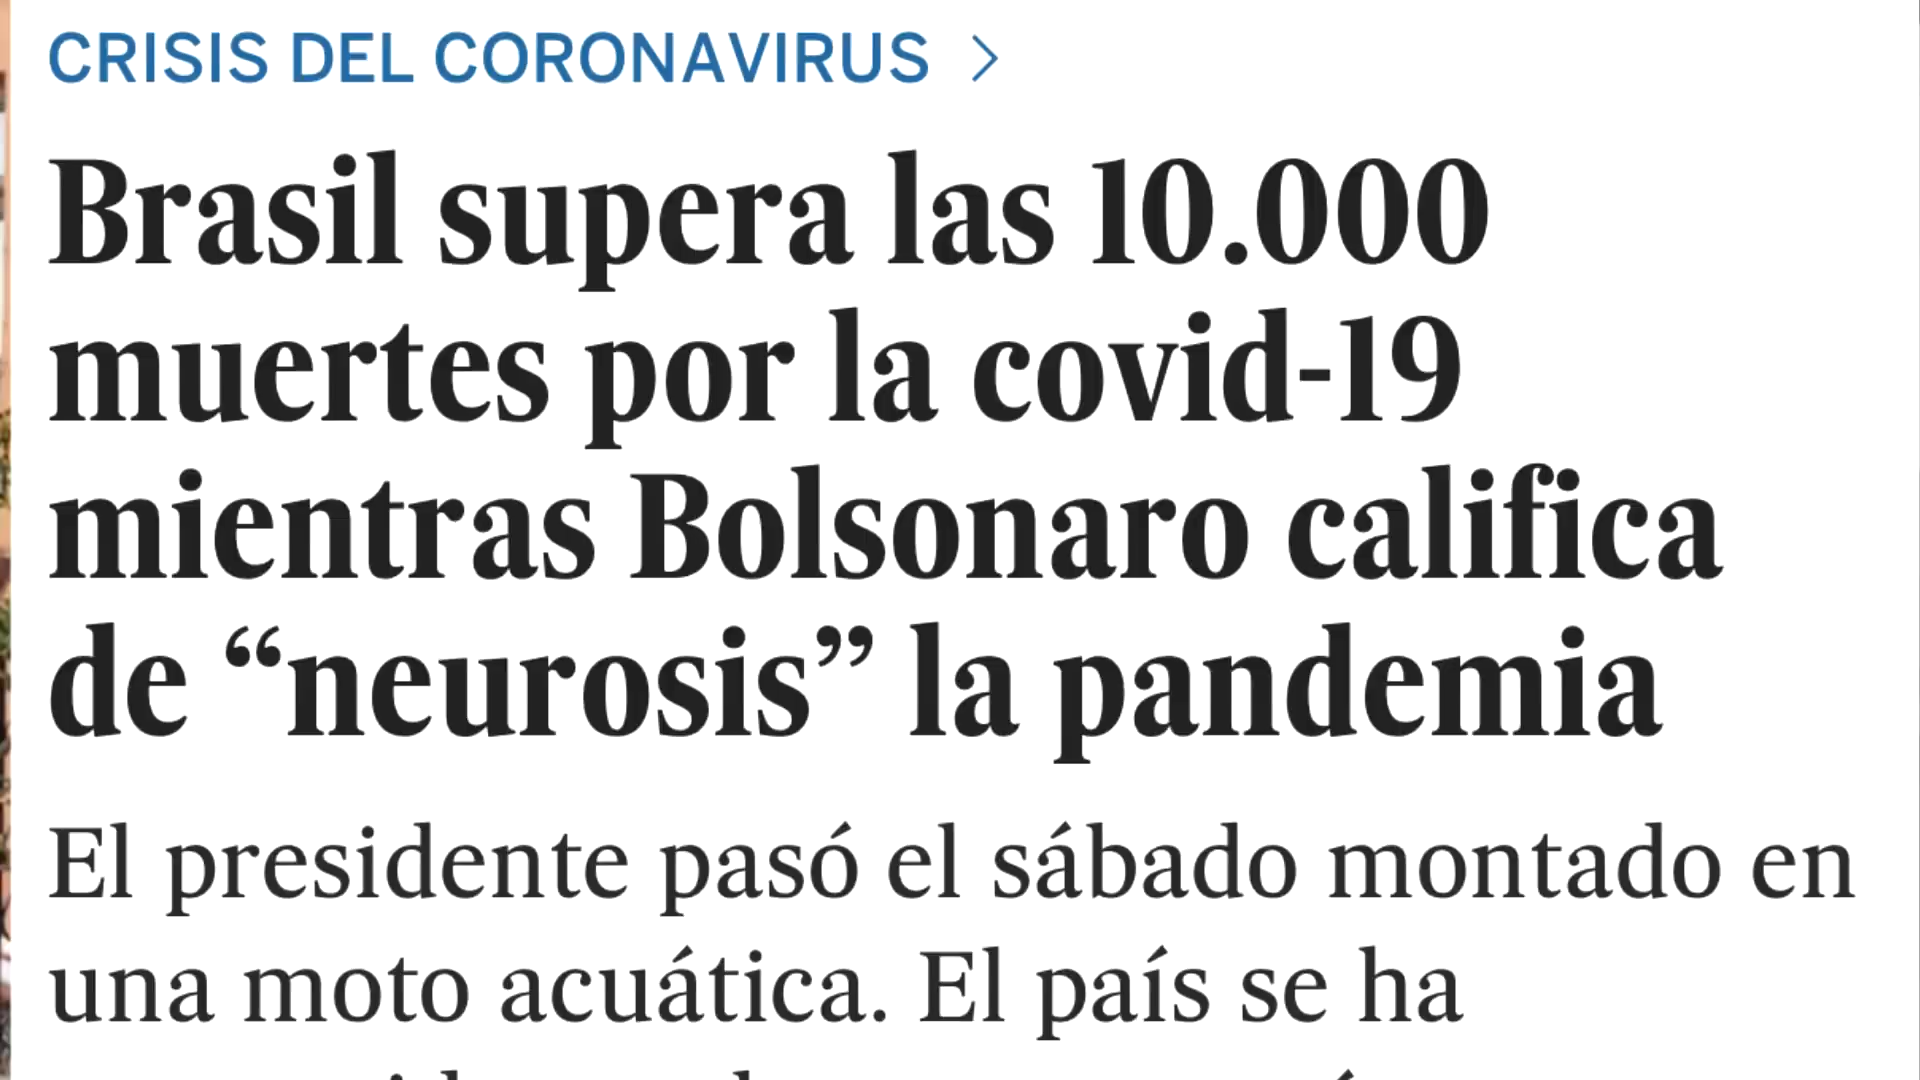 CRISIS DEL CORONAVIRUS >
Brasil supera las 10.000
muertes por la covid-19
mientras Bolsonaro califica
de “neurosis” la pandemia
El presidente pasó el sábado montado en
una moto acuática. El país se ha